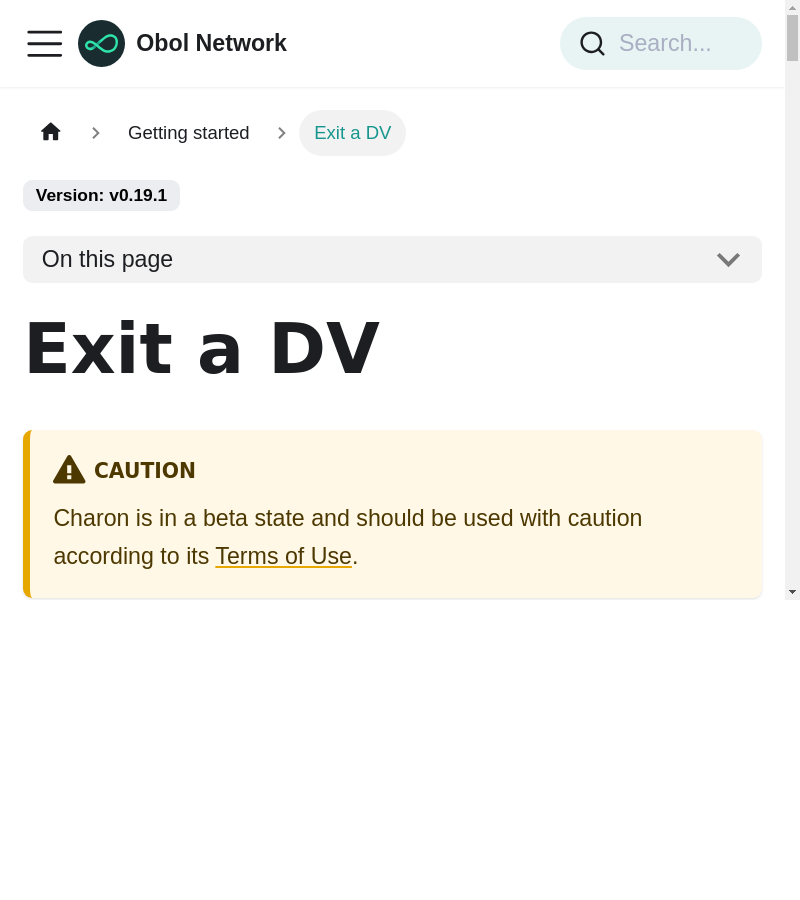 Obol Network
Search...
Getting started
Exit a DV
Version: v0.19.1
On this page
Exit a DV
CAUTION
Charon is in a beta state and should be used with caution
according to its Terms of Use.